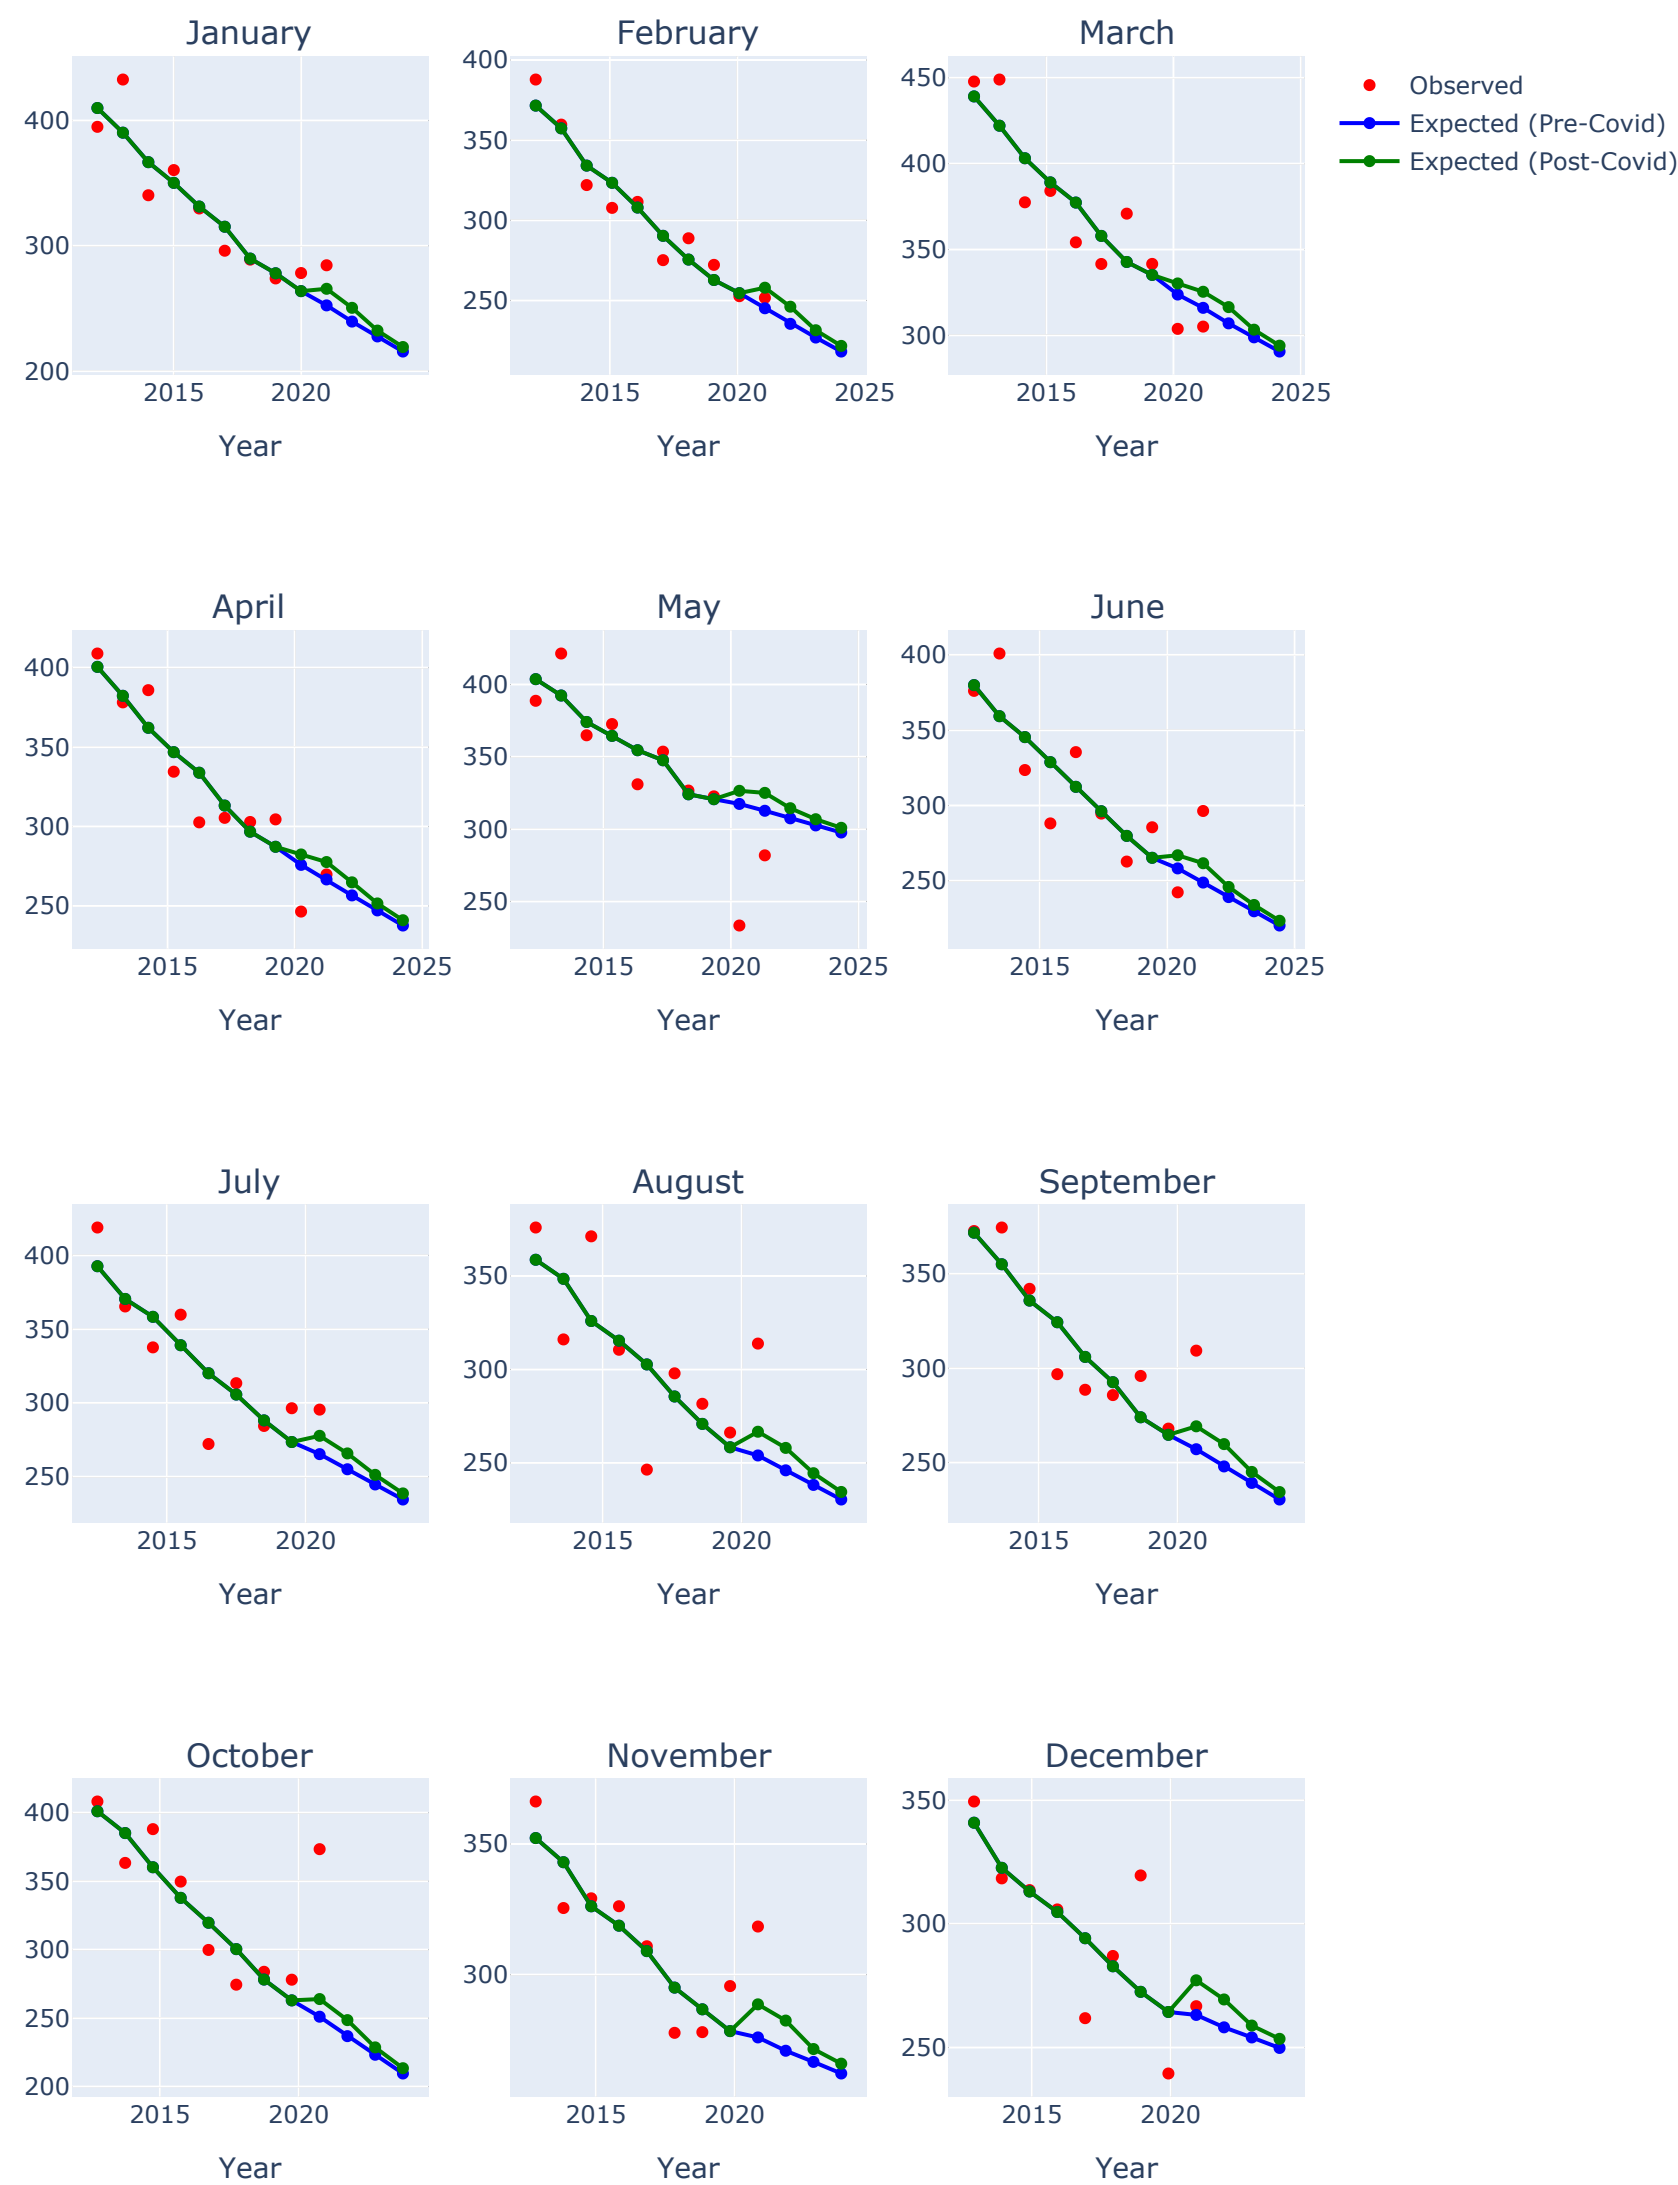 January
February
March
400
300
200
2015
2020
Year
400
350
300
250
2015
2020
2025
Year
450
400
350
300
2015
2020
2025
Year
Observed
Expected (Pre-Covid)
Expected (Post-Covid)
April
May
June
400
350
300
250
2015
2020
2025
Year
400
350
300
250
2015
2020
2025
Year
400
350
300
250
2015
2020
2025
Year
July
August
September
400
350
300
250
2015
2020
Year
350
300
250
2015
2020
Year
350
300
250
2015
2020
Year
October
November
December
400
350
300
250
200
2015
2020
Year
350
300
2015
2020
Year
350
300
250
2015
2020
Year